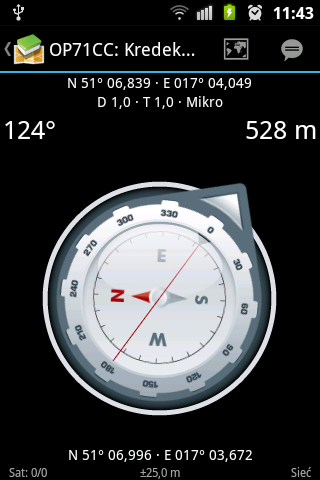 11:43
OP71CC: Kredek...
N 51° 06,839 · E 017° 04,049
D 1,0 · T 1,0 · Mikro
124°
528 m
330
0
30
60
90
120
150
180
210
240
270
300
E
N
S
W
N 51° 06,996 · E 017° 03,672
Sat: 0/0
±25,0 m
Sieć